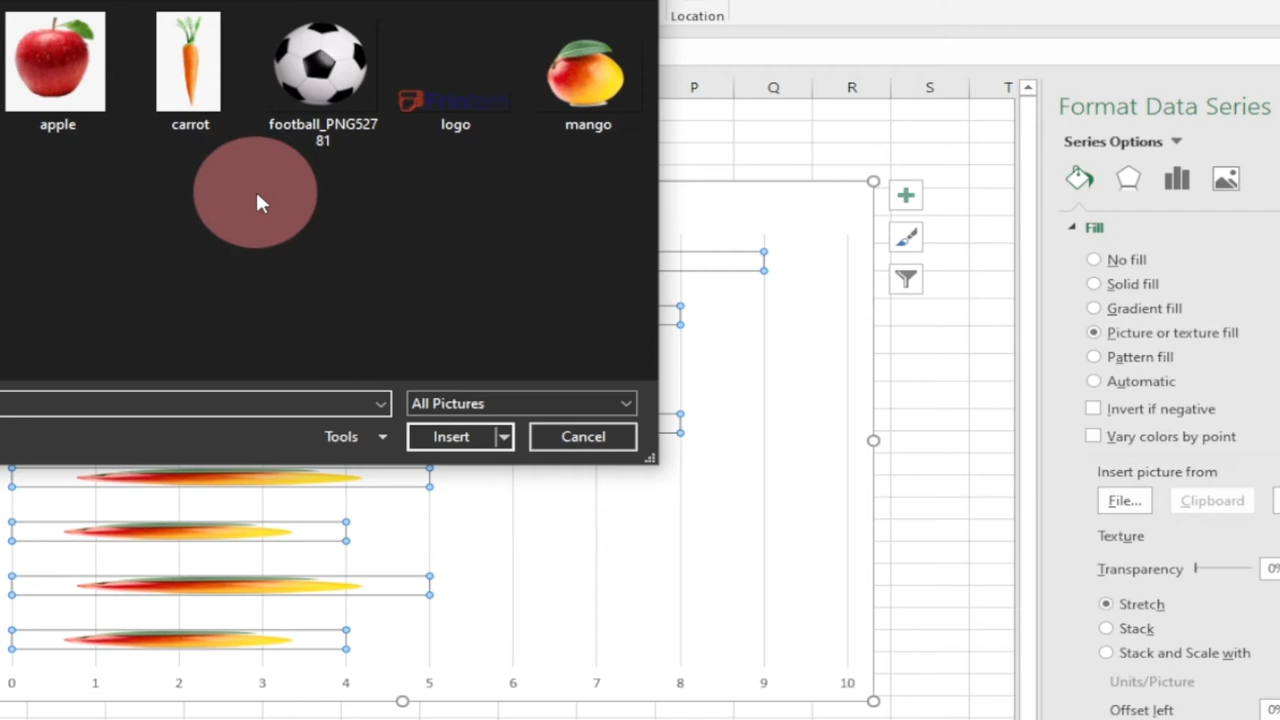 Location
apple
carrot
football_PNG527
81
logo
mango
All Pictures
Tools
Insert
Cancel
P Q R S T
Format Data Series
Series Options
Fill
No fill
Solid fill
Gradient fill
Picture or texture fill
Pattern fill
Automatic
Invert if negative
Vary colors by point
Insert picture from
File...
Clipboard
Texture
Transparency
0%
Stretch
Stack
Stack and Scale with
Units/Picture
Offset left
0%
0 1 2 3 4 5 6 7 8 9 10